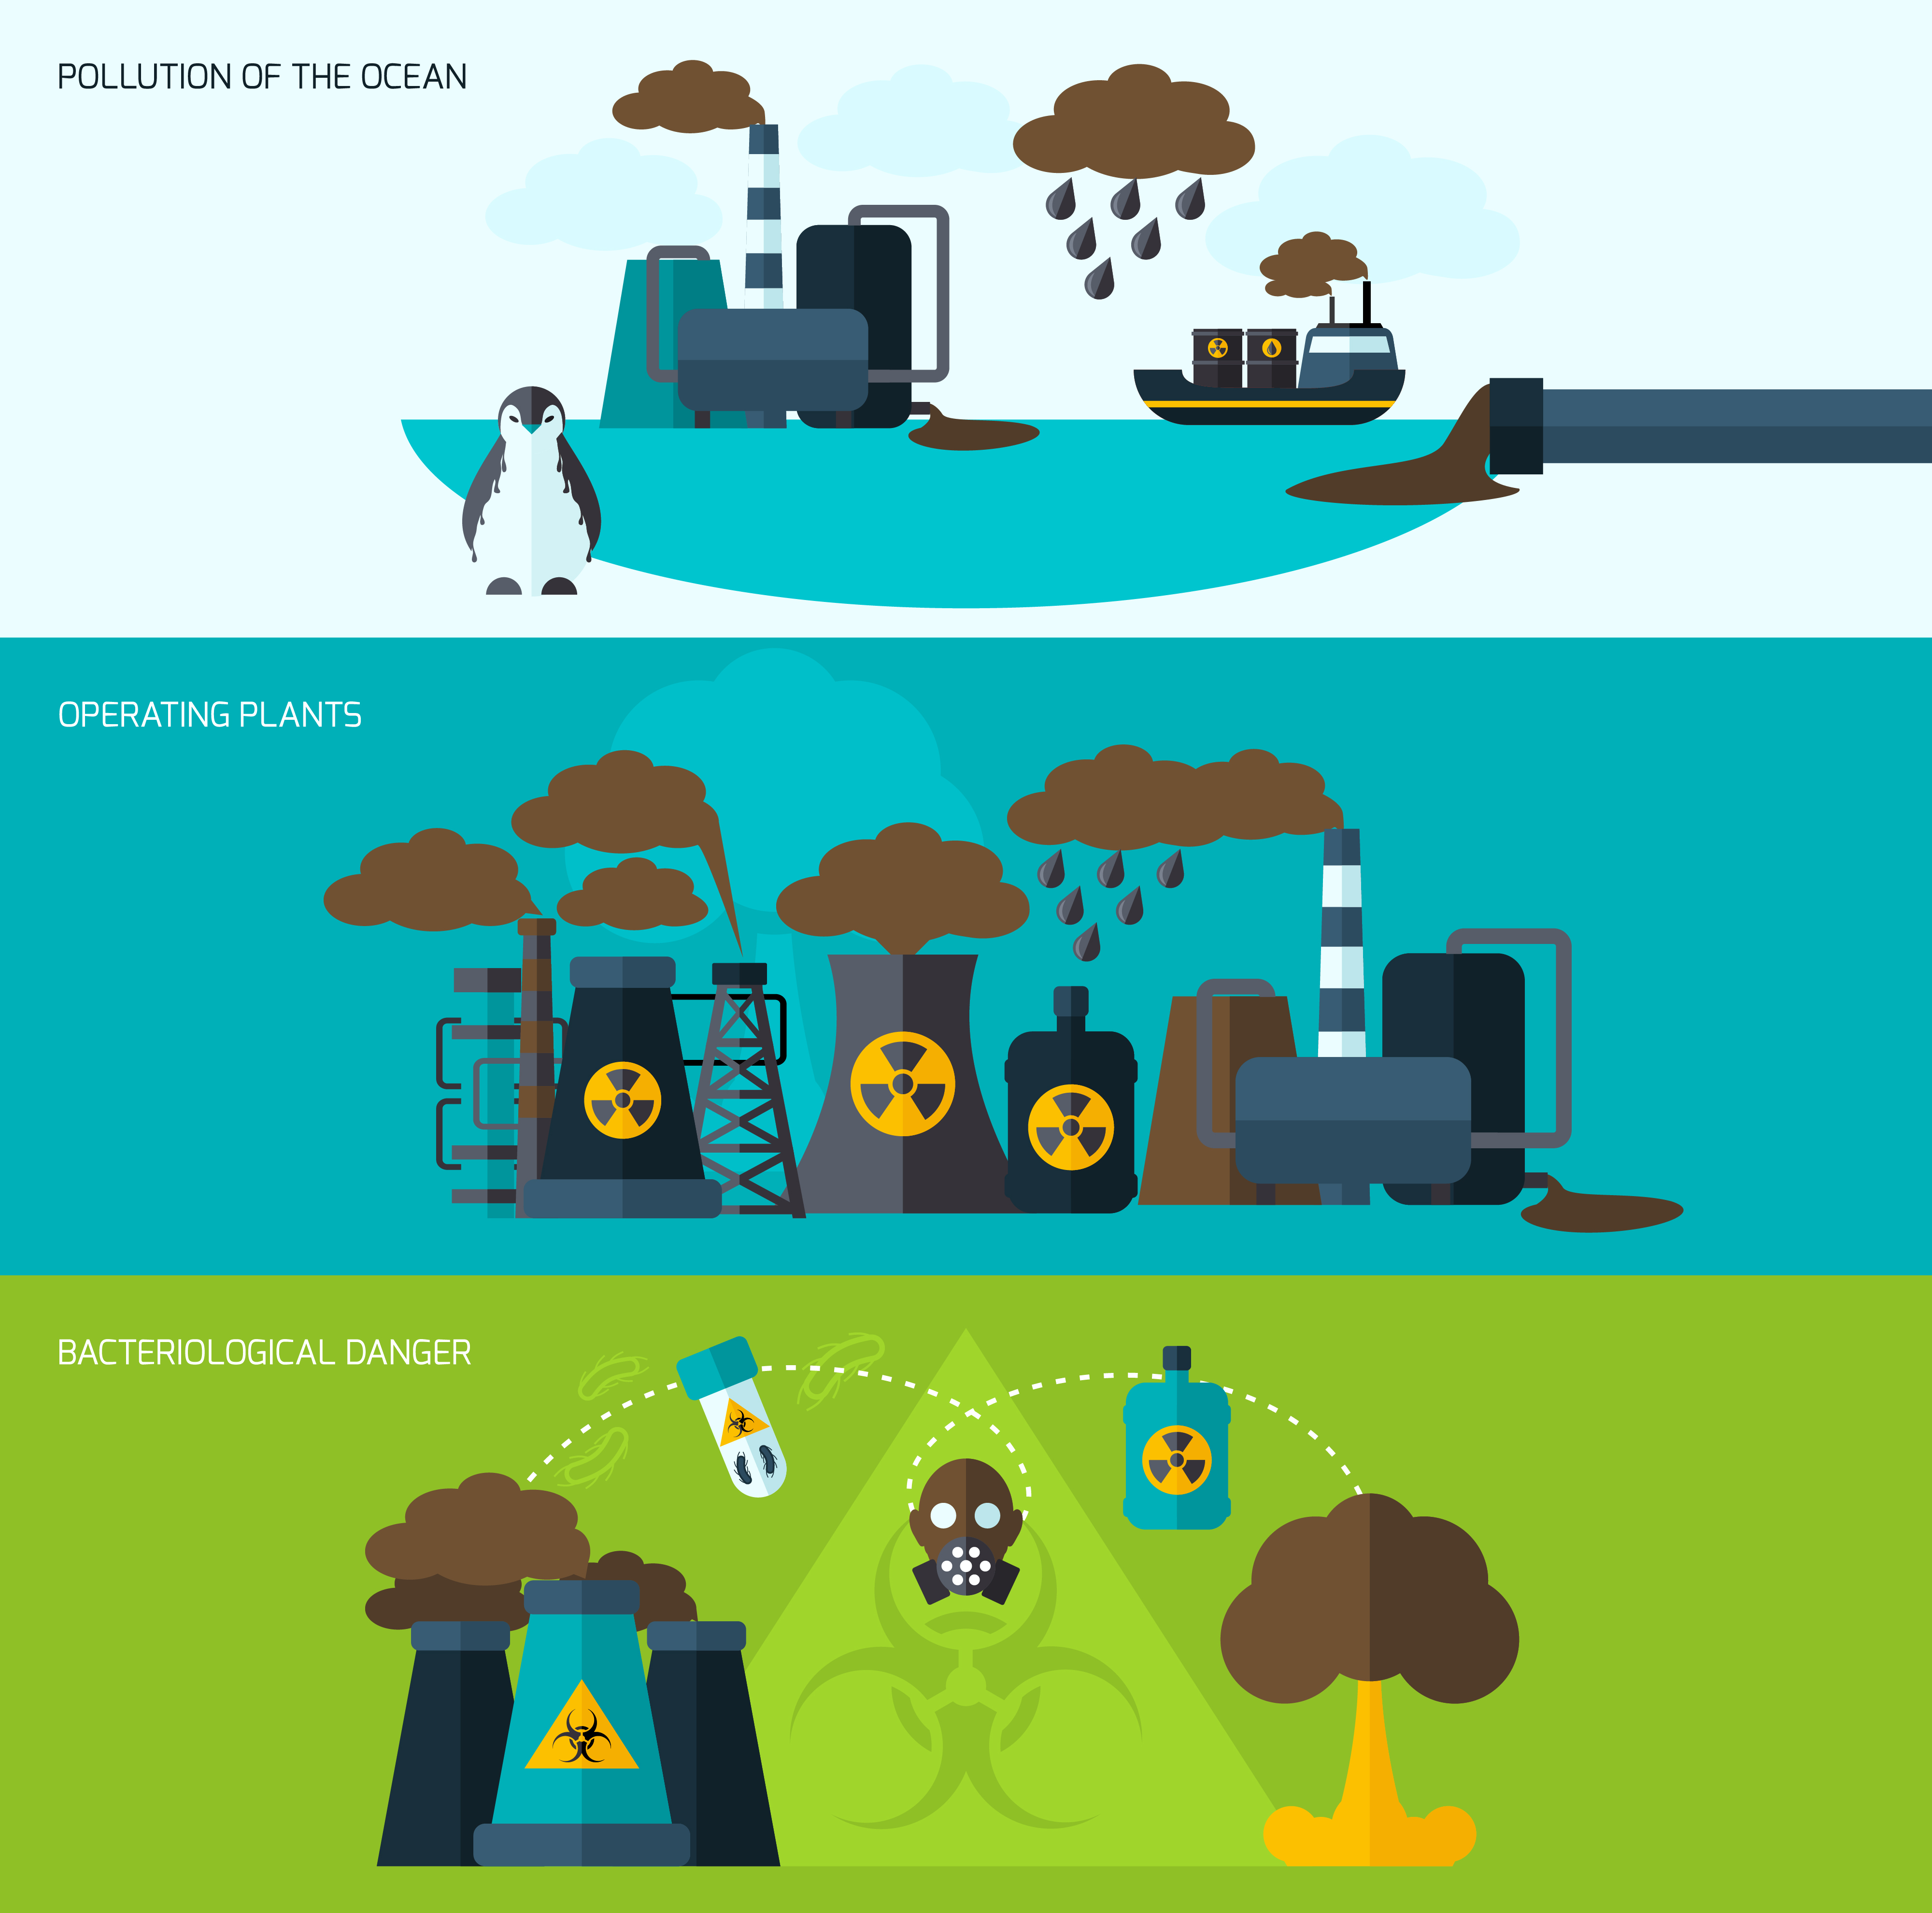 POLLUTION OF THE OCEAN
OPERATING PLANTS
BACTERIOLOGICAL DANGER